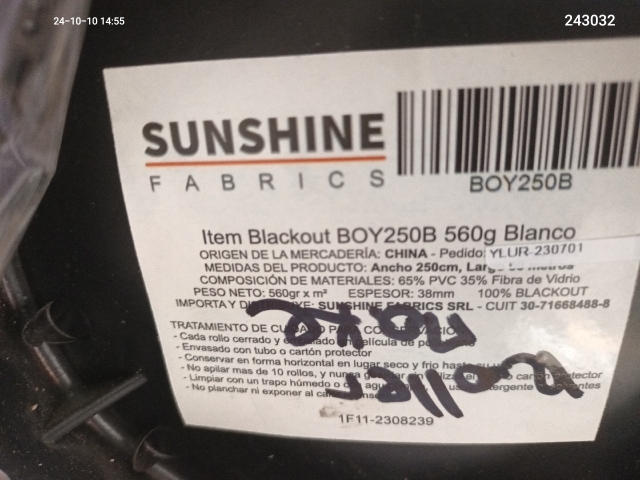 24-10-10 14:55
243032
SUNSHINE
FABRICS
BOY250B
Item Blackout BOY250B 560g Blanco
ORIGEN DE LA MERCADERÍA: CHINA - Pedido: YLUR-230701
MEDIDAS DEL PRODUCTO: Ancho 250cm,
COMPOSICIÓN DE MATERIALES: 65% PVC 35% Fibra de Vidrio
PESO NETO: 560gr x m² ESPESOR: 38mm 100% BLACKOUT
IMPORTA Y SUNSHINE FABRICS SRL - CUIT 30-71668488-8
TRATAMIENTO DE
- Cada rollo cerrado y película de
- Envasado con tubo o cartón protector
- Conservar en forma horizontal en lugar seco y frio
- No apilar mas de 10 rollos, y
- Limpiar con un trapo húmedo o
- No planchar ni exponer al
Roller
1F11-2308239